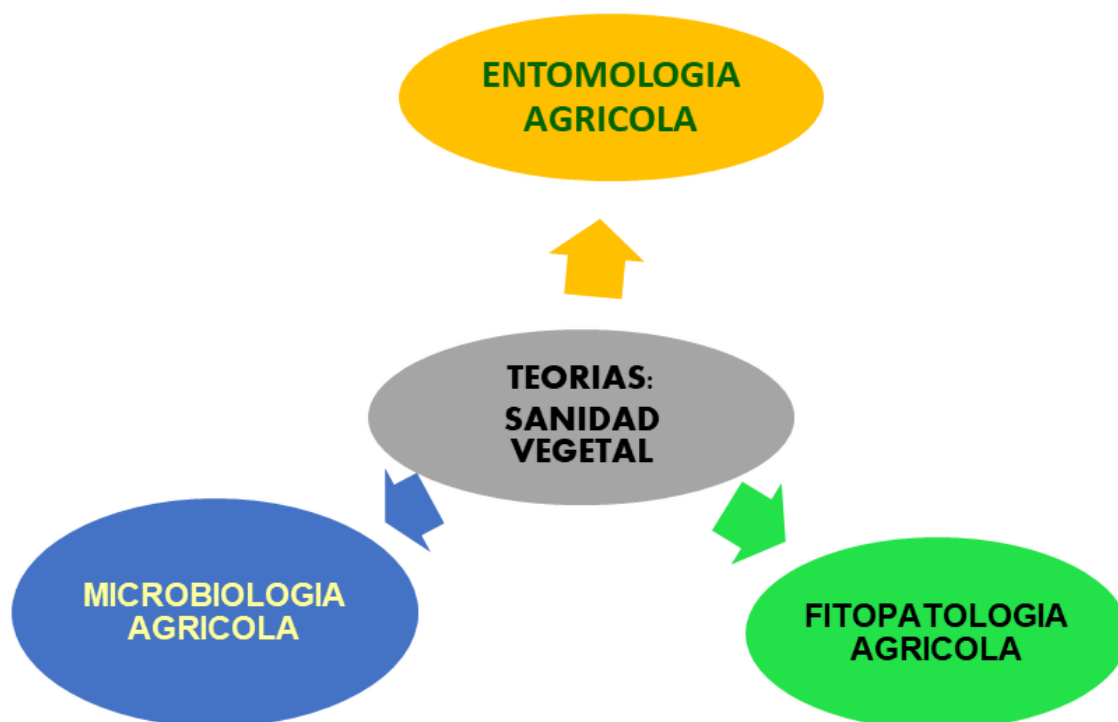 ENTOMOLOGIA
AGRICOLA
TEORIAS:
SANIDAD
VEGETAL
MICROBIOLOGIA
AGRICOLA
FITOPATOLOGIA
AGRICOLA